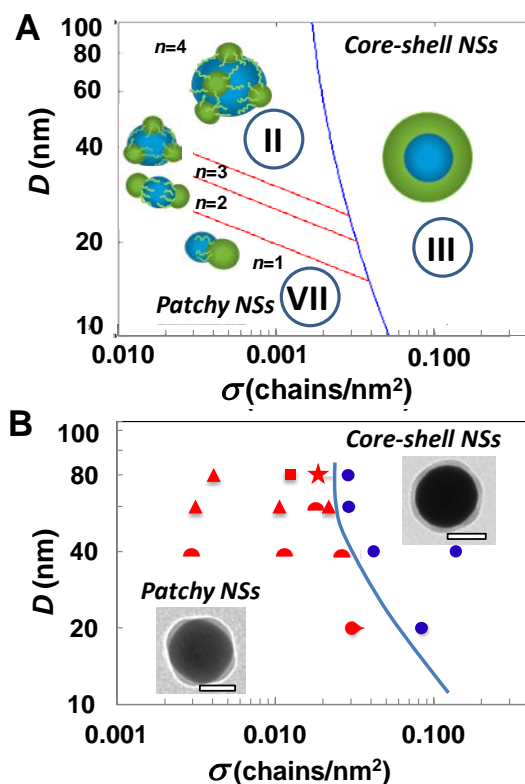 A
Core-shell NSs
100
80
60
40
20
10
D (nm)
n=4
II
n=3
n=2
n=1
III
VII
Patchy NSs
0.010
0.001
0.100
σ (chains/nm²)
B
Core-shell NSs
100
80
60
40
20
10
D (nm)
Patchy NSs
0.001
0.010
0.100
σ (chains/nm²)